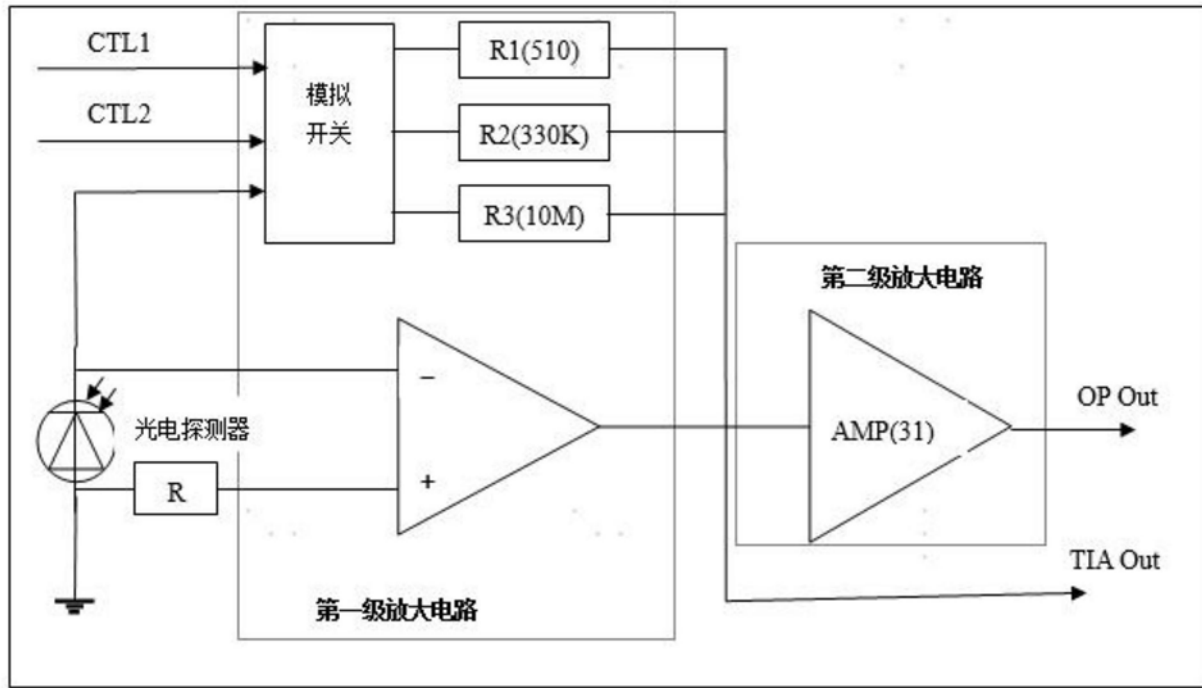 CTL1
CTL2
模拟
开关
R1(510)
R2(330K)
R3(10M)
第二级放大电路
光电探测器
R
−
+
AMP(31)
OP Out
TIA Out
第一级放大电路